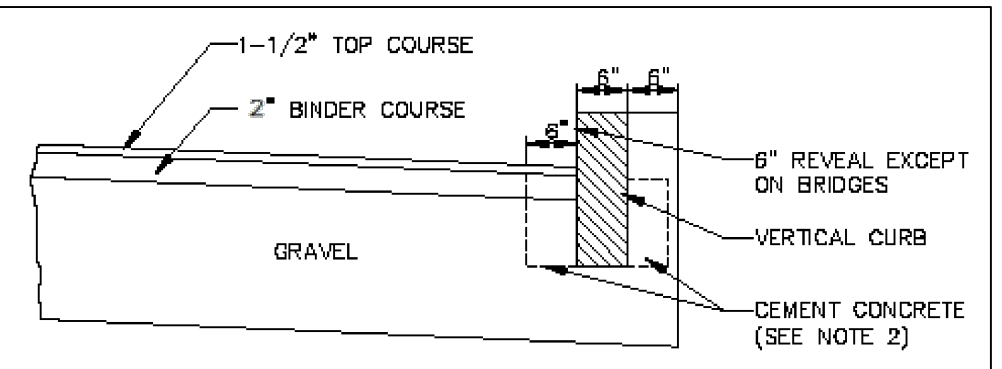 1-1/2" TOP COURSE
2" BINDER COURSE
6" 6"
6"
6" REVEAL EXCEPT
ON BRIDGES
VERTICAL CURB
GRAVEL
CEMENT CONCRETE
(SEE NOTE 2)